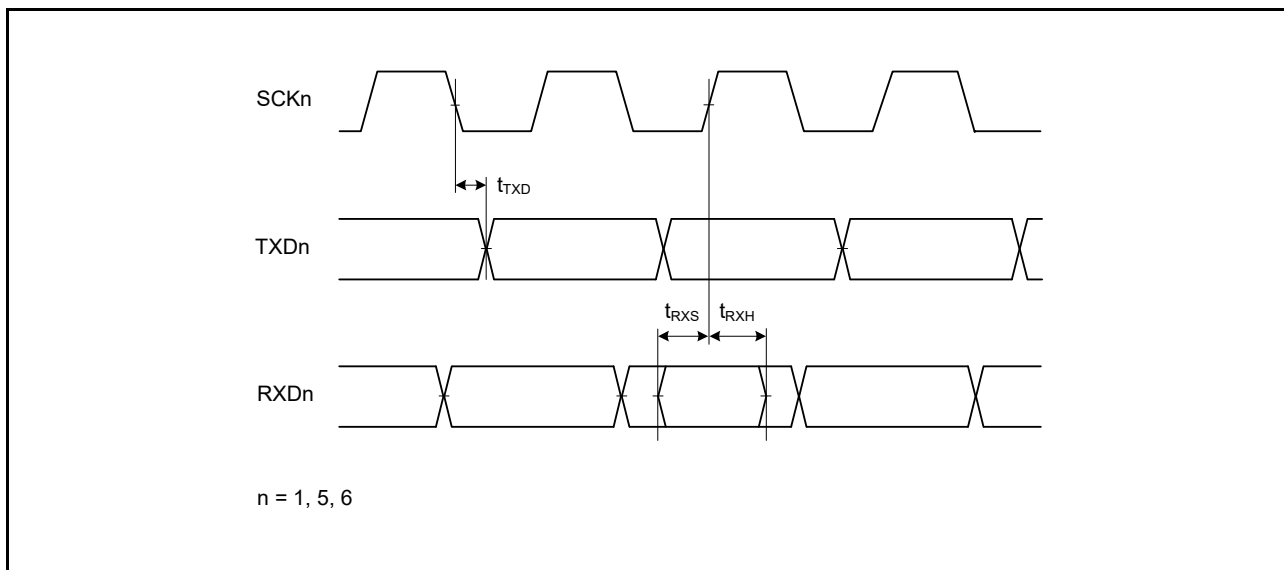 SCKn
tTXD
TXDn
tRXS tRXH
RXDn
n = 1, 5, 6